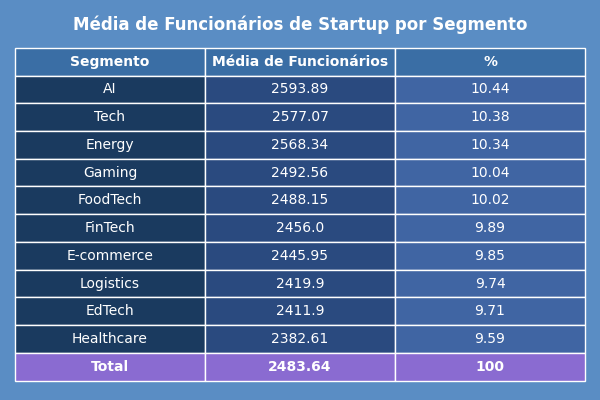 Média de Funcionários de Startup por Segmento
Segmento Média de Funcionários %
AI 2593.89 10.44
Tech 2577.07 10.38
Energy 2568.34 10.34
Gaming 2492.56 10.04
FoodTech 2488.15 10.02
FinTech 2456.0 9.89
E-commerce 2445.95 9.85
Logistics 2419.9 9.74
EdTech 2411.9 9.71
Healthcare 2382.61 9.59
Total 2483.64 100